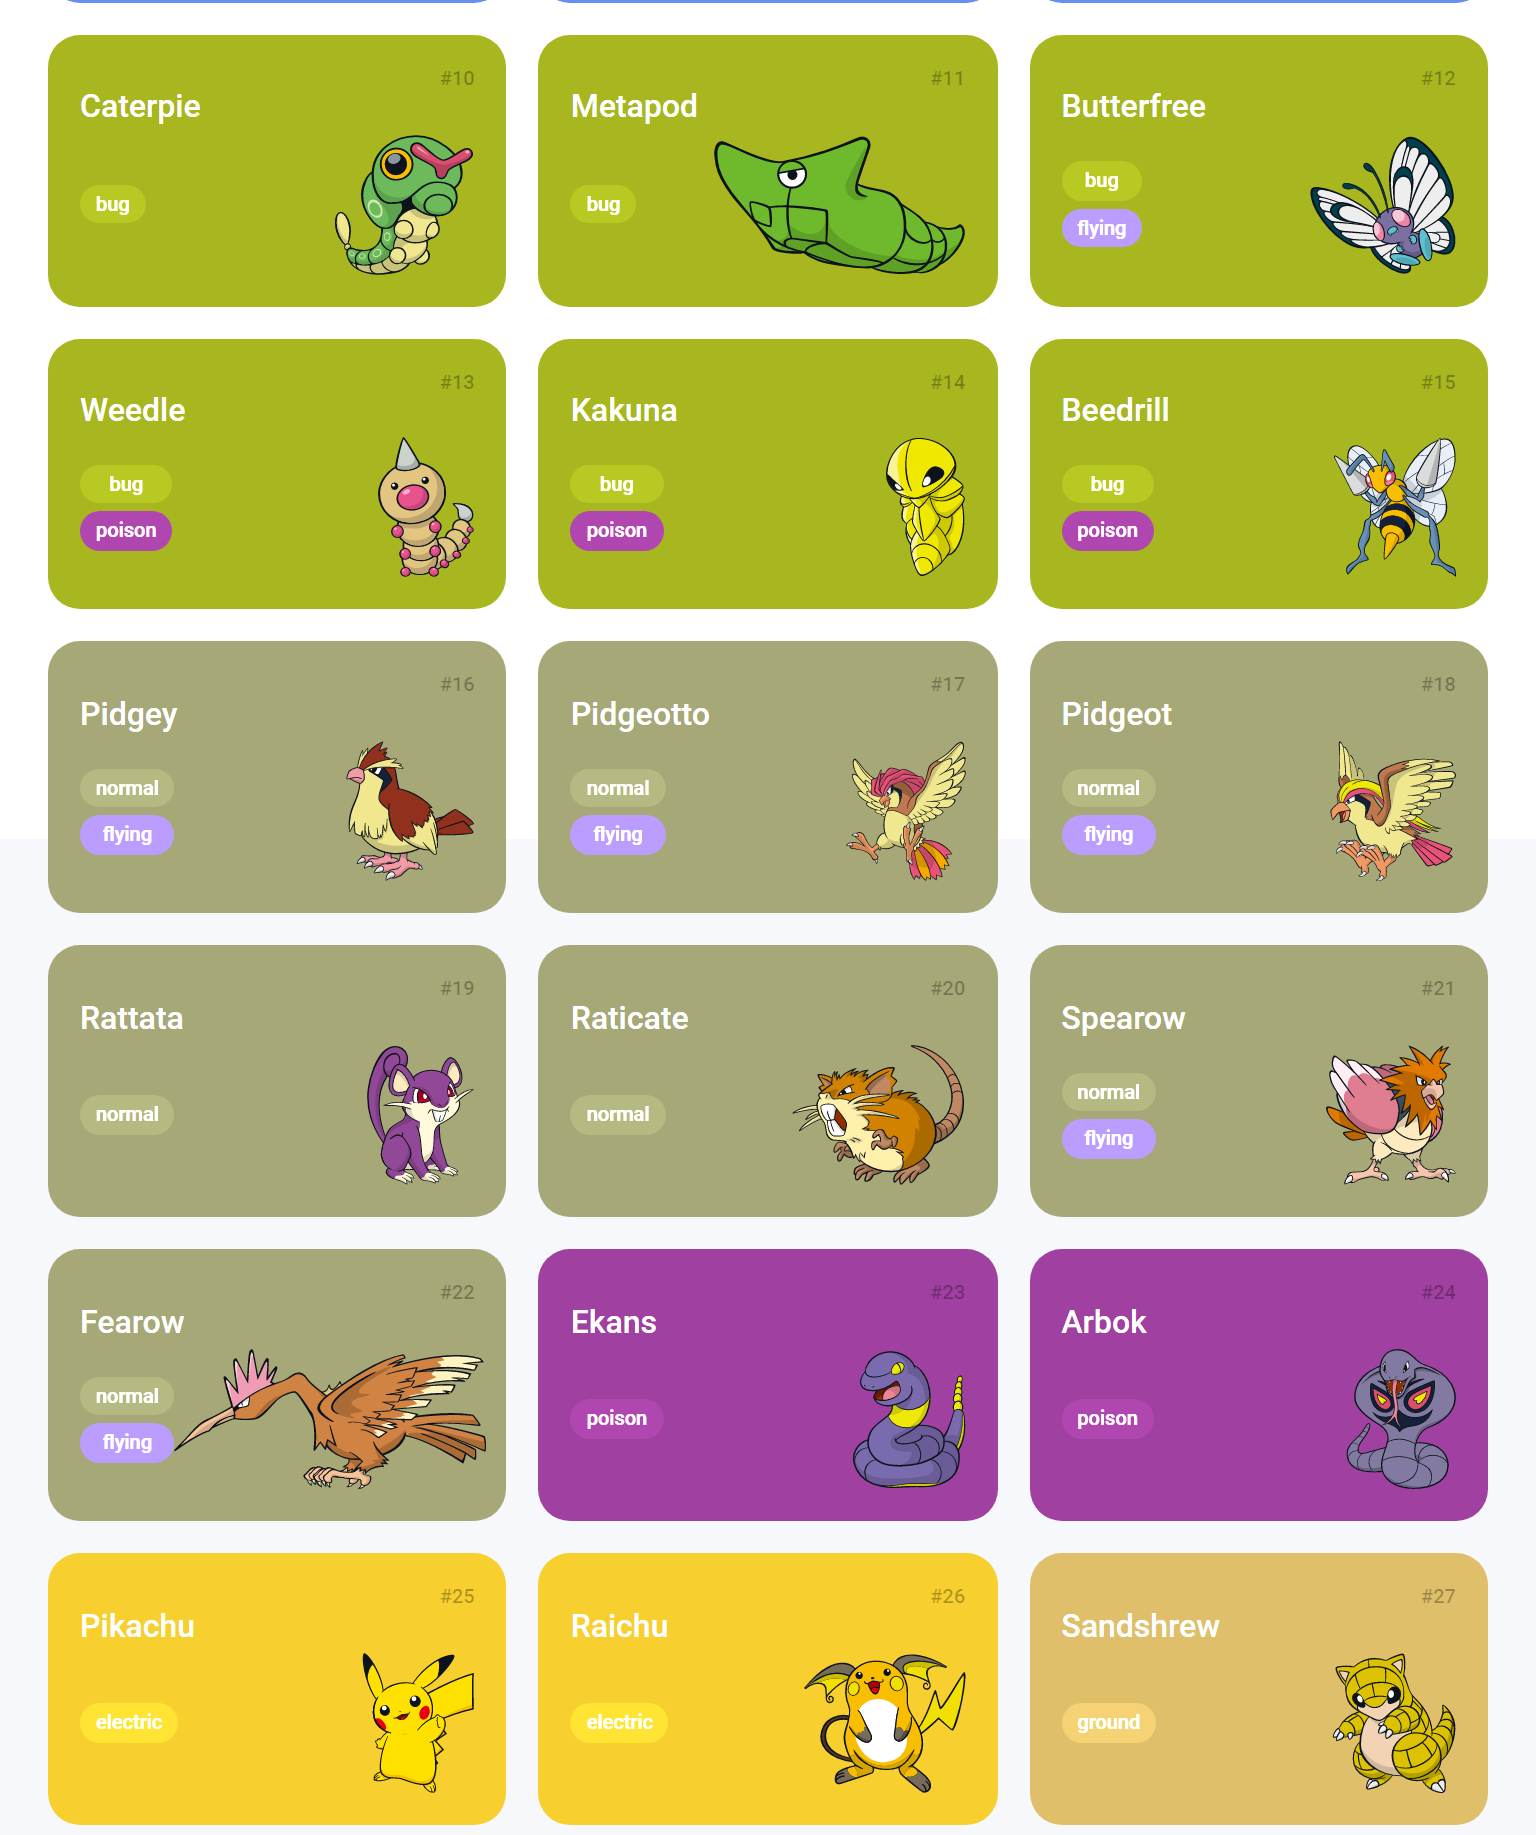 #10
Caterpie
bug
#11
Metapod
bug
#12
Butterfree
bug
flying
#13
Weedle
bug
poison
#14
Kakuna
bug
poison
#15
Beedrill
bug
poison
#16
Pidgey
normal
flying
#17
Pidgeotto
normal
flying
#18
Pidgeot
normal
flying
#19
Rattata
normal
#20
Raticate
normal
#21
Spearow
normal
flying
#22
Fearow
normal
flying
#23
Ekans
poison
#24
Arbok
poison
#25
Pikachu
electric
#26
Raichu
electric
#27
Sandshrew
ground